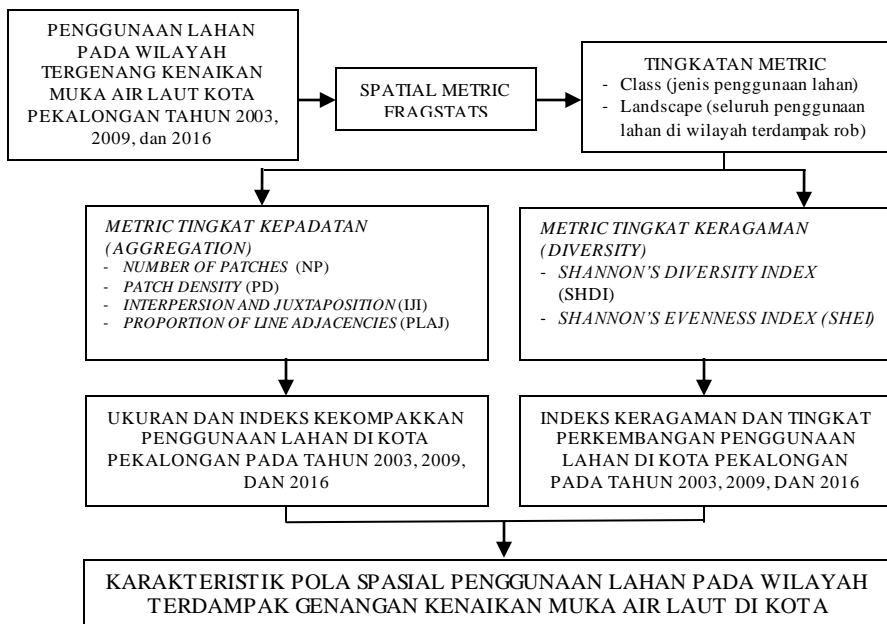 PENGGUNAAN LAHAN
PADA WILAYAH
TERGENANG KENAIKAN
MUKA AIR LAUT KOTA
PEKALONGAN TAHUN 2003,
2009, dan 2016
SPATIAL METRIC
FRAGSTATS
TINGKATAN METRIC
- Class (jenis penggunaan lahan)
- Landscape (seluruh penggunaan
lahan di wilayah terdampak rob)
METRIC TINGKAT KEPADATAN
(AGGREGATION)
- NUMBER OF PATCHES (NP)
- PATCH DENSITY (PD)
- INTERPERSION AND JUXTAPOSITION (IJI)
- PROPORTION OF LINE ADJACENCIES (PLAJ)
METRIC TINGKAT KERAGAMAN
(DIVERSITY)
- SHANNON'S DIVERSITY INDEX
(SHDI)
- SHANNON'S EVENNESS INDEX (SHEI)
UKURAN DAN INDEKS KEKOMPAKKAN
PENGGUNAAN LAHAN DI KOTA
PEKALONGAN PADA TAHUN 2003, 2009,
DAN 2016
INDEKS KERAGAMAN DAN TINGKAT
PERKEMBANGAN PENGGUNAAN
LAHAN DI KOTA PEKALONGAN
PADA TAHUN 2003, 2009, DAN 2016
KARAKTERISTIK POLA SPASIAL PENGGUNAAN LAHAN PADA WILAYAH
TERDAMPAK GENANGAN KENAIKAN MUKA AIR LAUT DI KOTA